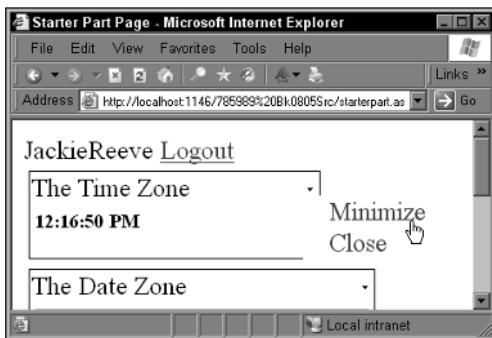 Starter Part Page - Microsoft Internet Explorer
File Edit View Favorites Tools Help
Links »
Address http://localhost:1146/785989%20Bk0805Src/starterpart.as Go
JackieReeve Logout
The Time Zone
12:16:50 PM
Minimize
Close
The Date Zone
Local intranet